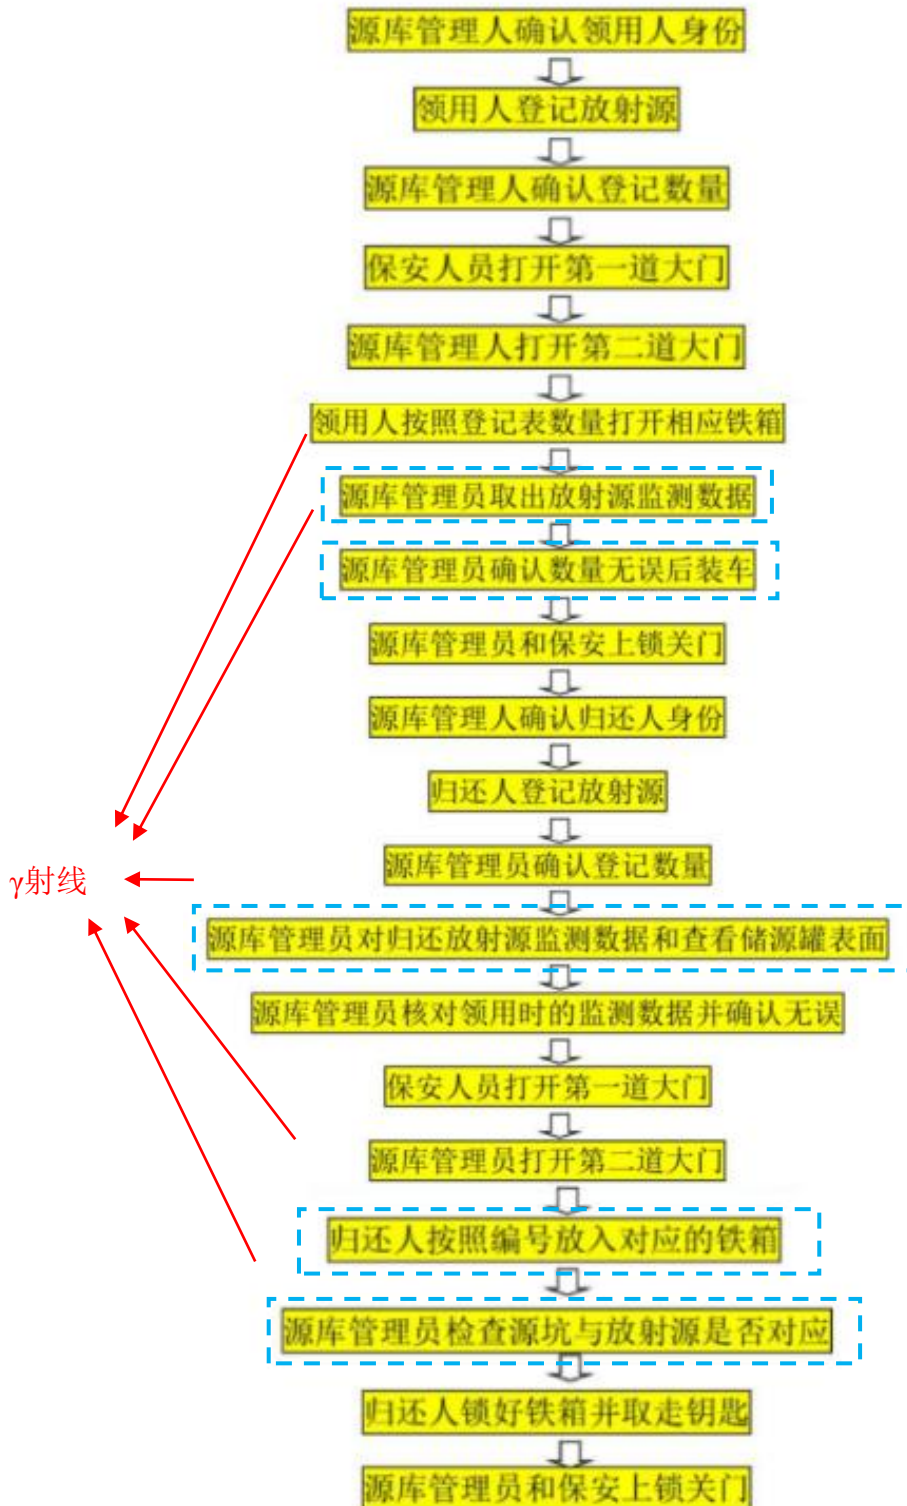 源库管理人确认领用人身份
领用人登记放射源
源库管理人确认登记数量
保安人员打开第一道大门
源库管理人打开第二道大门
领用人按照登记表数量打开相应铁箱
源库管理员取出放射源监测数据
源库管理员确认数量无误后装车
源库管理员和保安上锁关门
源库管理人确认归还人身份
归还人登记放射源
源库管理员确认登记数量
γ射线
源库管理员对归还放射源监测数据和查看储源罐表面
源库管理员核对领用时的监测数据并确认无误
保安人员打开第一道大门
源库管理员打开第二道大门
归还人按照编号放入对应的铁箱
源库管理员检查源坑与放射源是否对应
归还人锁好铁箱并取走钥匙
源库管理员和保安上锁关门